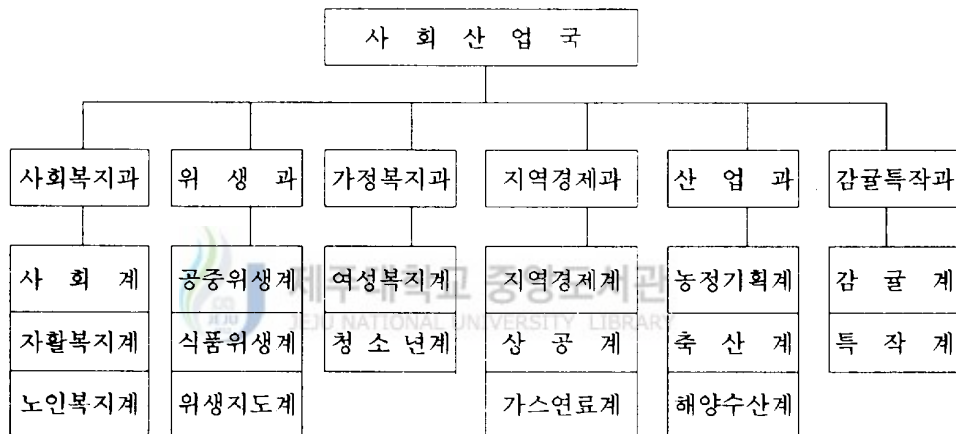 사 회 산 업 국
사회복지과 위 생 과 가정복지과 지역경제과 산 업 과 감귤특작과
사 회 계 공중위생계 여성복지계 지역경제계 농정기획계 감 귤 계
제주대학교 중앙도서관
JEJU NATIONAL UNIVERSITY LIBRARY
자활복지계 식품위생계 청 소 년 계 상 공 계 축 산 계 특 작 계
노인복지계 위생지도계 가스연료계 해양수산계